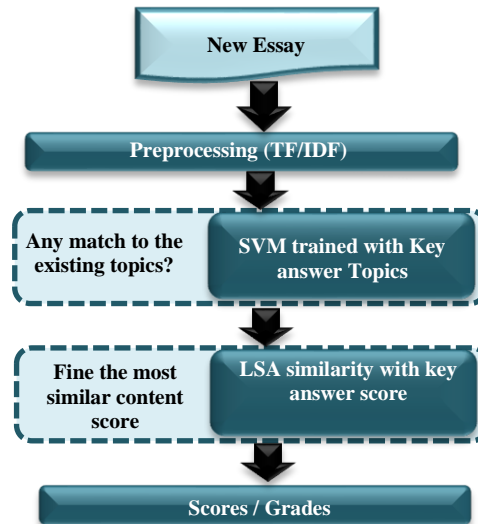 New Essay
Preprocessing (TF/IDF)
Any match to the
existing topics?
SVM trained with Key
answer Topics
Fine the most
similar content
score
LSA similarity with key
answer score
Scores / Grades